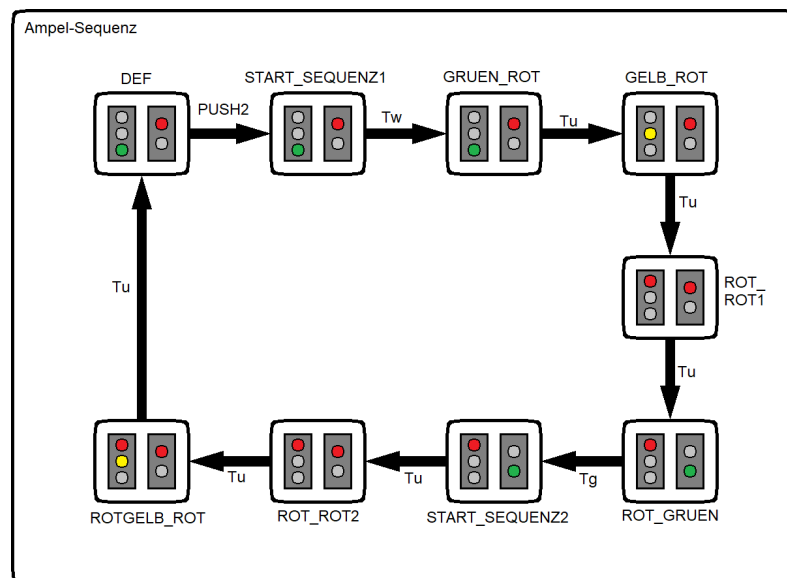 Ampel-Sequenz
DEF
START_SEQUENZ1
GRUEN_ROT
GELB_ROT
PUSH2
Tw
Tu
Tu
ROT_
ROT1
Tu
Tu
Tu
Tu
Tg
ROTGELB_ROT
ROT_ROT2
START_SEQUENZ2
ROT_GRUEN